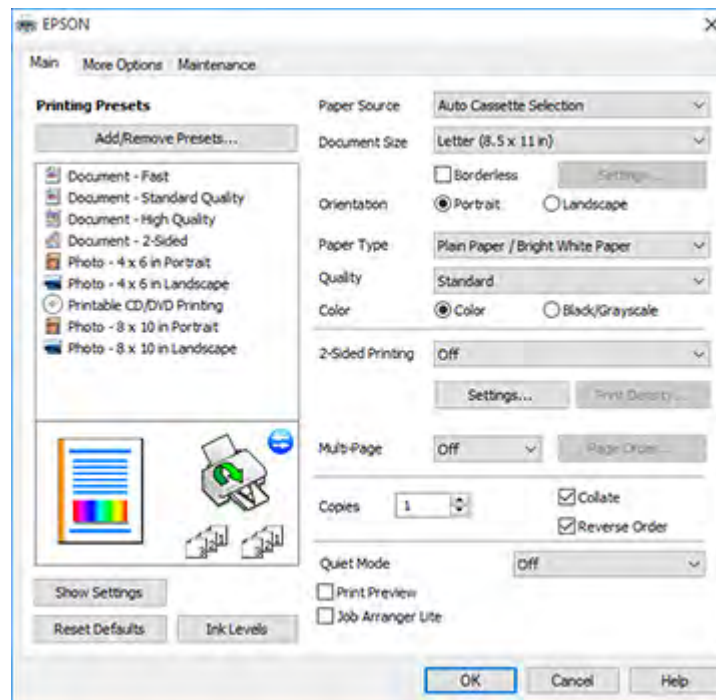 EPSON
Main More Options Maintenance
Printing Presets
Add/Remove Presets...
Document - Fast
Document - Standard Quality
Document - High Quality
Document - 2-Sided
Photo - 4 x 6 in Portrait
Photo - 4 x 6 in Landscape
Printable CD/DVD Printing
Photo - 8 x 10 in Portrait
Photo - 8 x 10 in Landscape
Show Settings
Reset Defaults Ink Levels
Paper Source Auto Cassette Selection
Document Size Letter (8.5 x 11 in)
Borderless Settings...
Orientation Portrait Landscape
Paper Type Plain Paper / Bright White Paper
Quality Standard
Color Color Black/Grayscale
2-Sided Printing Off
Settings... Print Density...
Multi-Page Off Page Order...
Copies 1 Collate
Reverse Order
Quiet Mode Off
Print Preview
Job Arranger Lite
OK Cancel Help